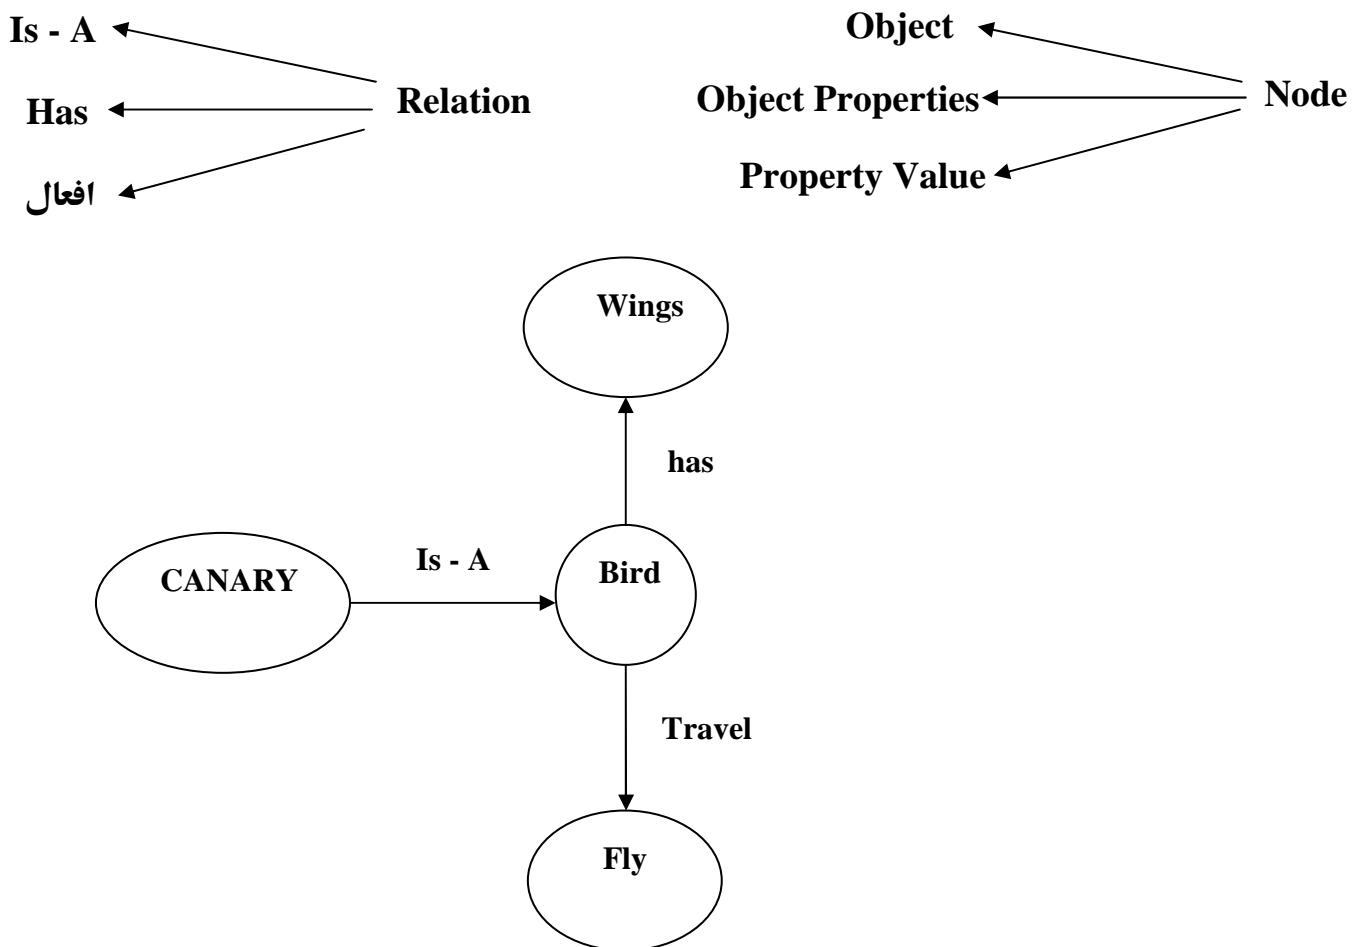 Is - A
Has
افعال
Relation
Object
Object Properties
Property Value
Node
Wings
has
CANARY
Is - A
Bird
Travel
Fly